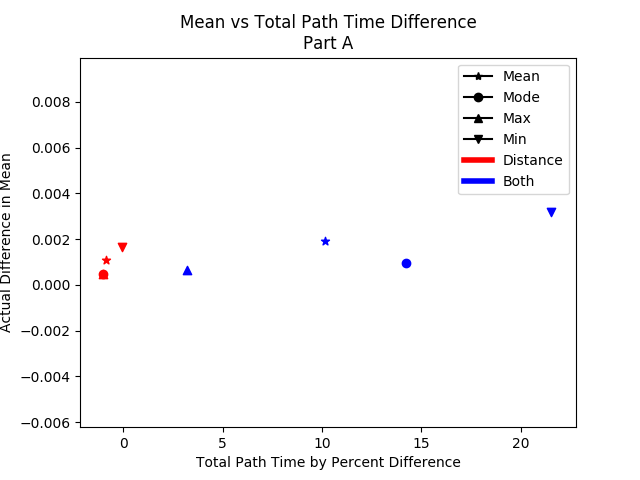 Mean vs Total Path Time Difference
Part A
Actual Difference in Mean
0.008
0.006
0.004
0.002
0.000
−0.002
−0.004
−0.006
Mean
Mode
Max
Min
Distance
Both
0 5 10 15 20
Total Path Time by Percent Difference